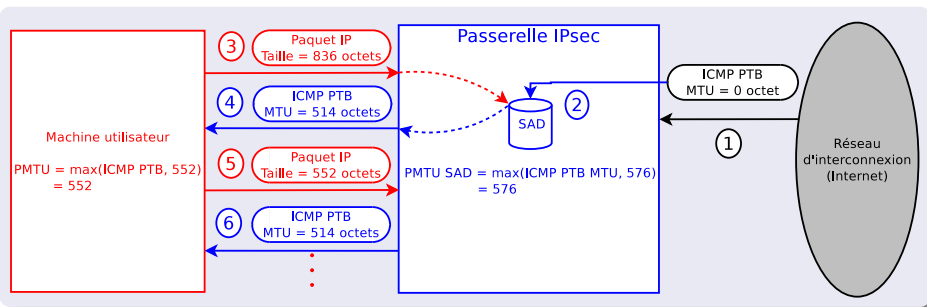 Passerelle IPsec
3
Paquet IP
Taille = 836 octets
ICMP PTB
MTU = 0 octet
4
ICMP PTB
MTU = 514 octets
2
SAD
1
Machine utilisateur
PMTU = max(ICMP PTB, 552)
= 552
5
Paquet IP
Taille = 552 octets
PMTU SAD = max(ICMP PTB MTU, 576)
= 576
Réseau
d'interconnexion
(Internet)
6
ICMP PTB
MTU = 514 octets